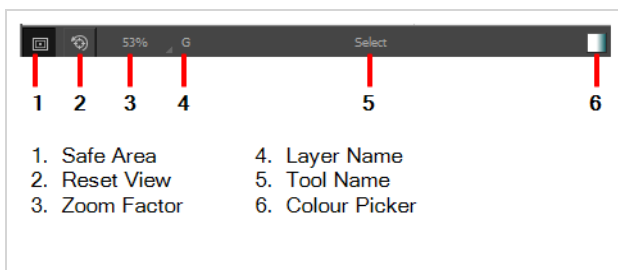 53% G Select
1 2 3 4 5 6
1. Safe Area 4. Layer Name
2. Reset View 5. Tool Name
3. Zoom Factor 6. Colour Picker